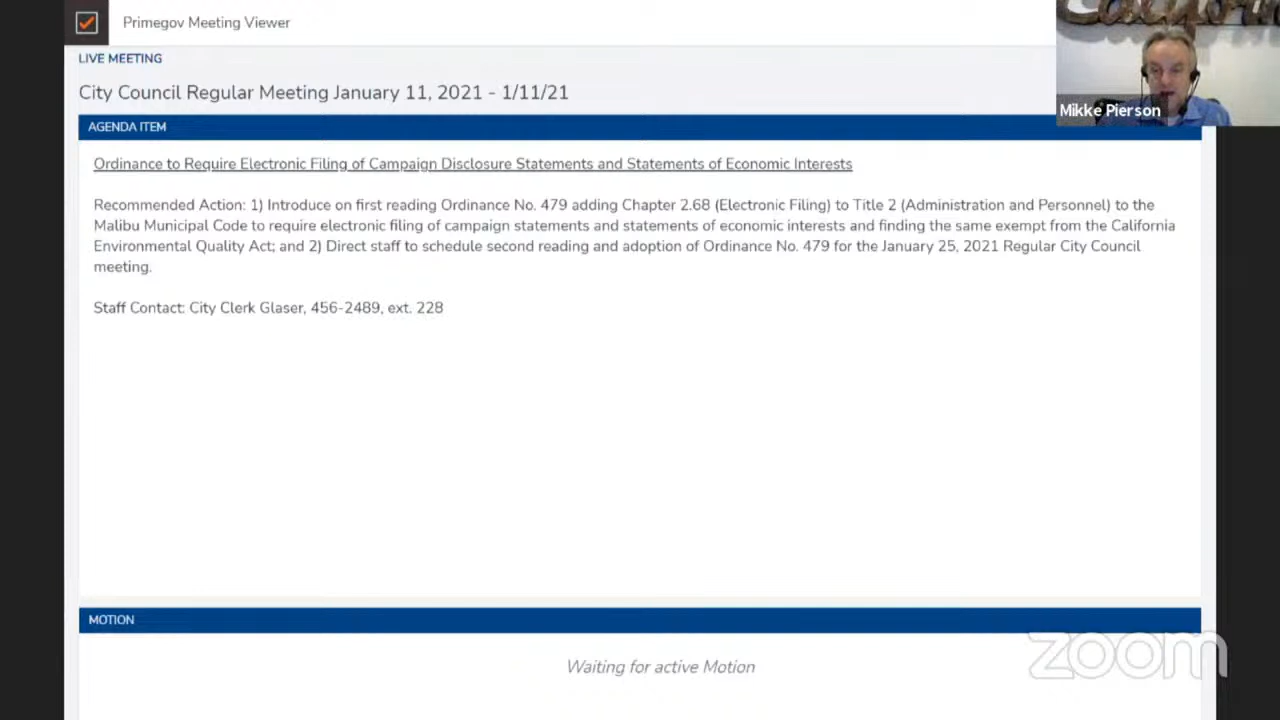 Primegov Meeting Viewer
LIVE MEETING
City Council Regular Meeting January 11, 2021 - 1/11/21
Mikke Pierson
AGENDA ITEM
Ordinance to Require Electronic Filing of Campaign Disclosure Statements and Statements of Economic Interests
Recommended Action: 1) Introduce on first reading Ordinance No. 479 adding Chapter 2.68 (Electronic Filing) to Title 2 (Administration and Personnel) to the
Malibu Municipal Code to require electronic filing of campaign statements and statements of economic interests and finding the same exempt from the California
Environmental Quality Act; and 2) Direct staff to schedule second reading and adoption of Ordinance No. 479 for the January 25, 2021 Regular City Council
meeting.
Staff Contact: City Clerk Glaser, 456-2489, ext. 228
MOTION
Waiting for active Motion
zoom